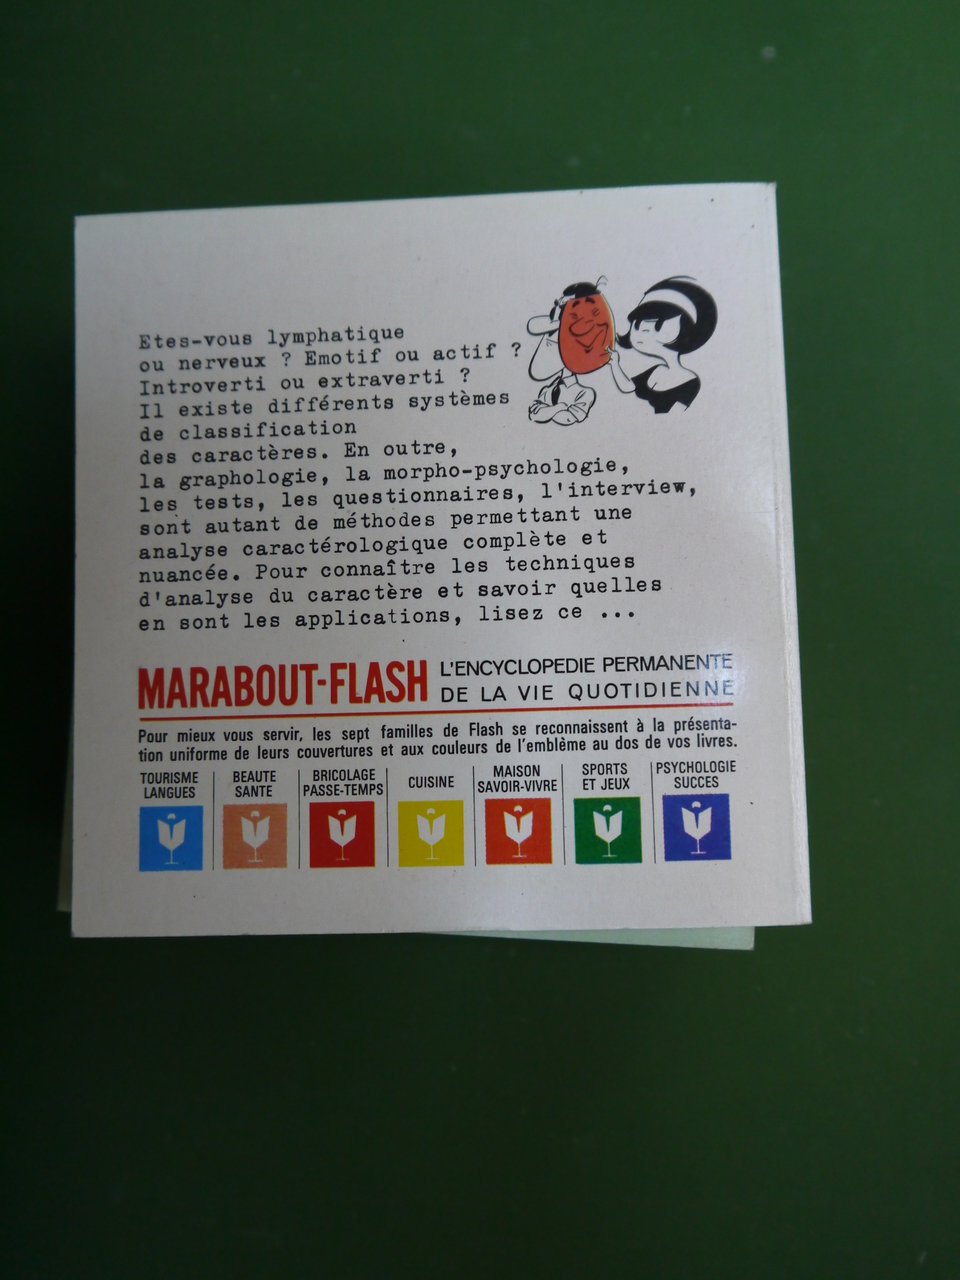 Etes-vous lymphatique
ou nerveux ? Emotif ou actif ?
Introverti ou extraverti ?
Il existe différents systèmes
de classification
des caractères. En outre,
la graphologie, la morpho-psychologie,
les tests, les questionnaires, l'interview,
sont autant de méthodes permettant une
analyse caractérologique complète et
nuancée. Pour connaître les techniques
d'analyse du caractère et savoir quelles
en sont les applications, lisez ce ...
MARABOUT-FLASH L'ENCYCLOPEDIE PERMANENTE
DE LA VIE QUOTIDIENNE
Pour mieux vous servir, les sept familles de Flash se reconnaissent à la présenta-
tion uniforme de leurs couvertures et aux couleurs de l'emblème au dos de vos livres.
TOURISME
LANGUES
BEAUTE
SANTE
BRICOLAGE
PASSE-TEMPS
CUISINE
MAISON
SAVOIR-VIVRE
SPORTS
ET JEUX
PSYCHOLOGIE
SUCCES